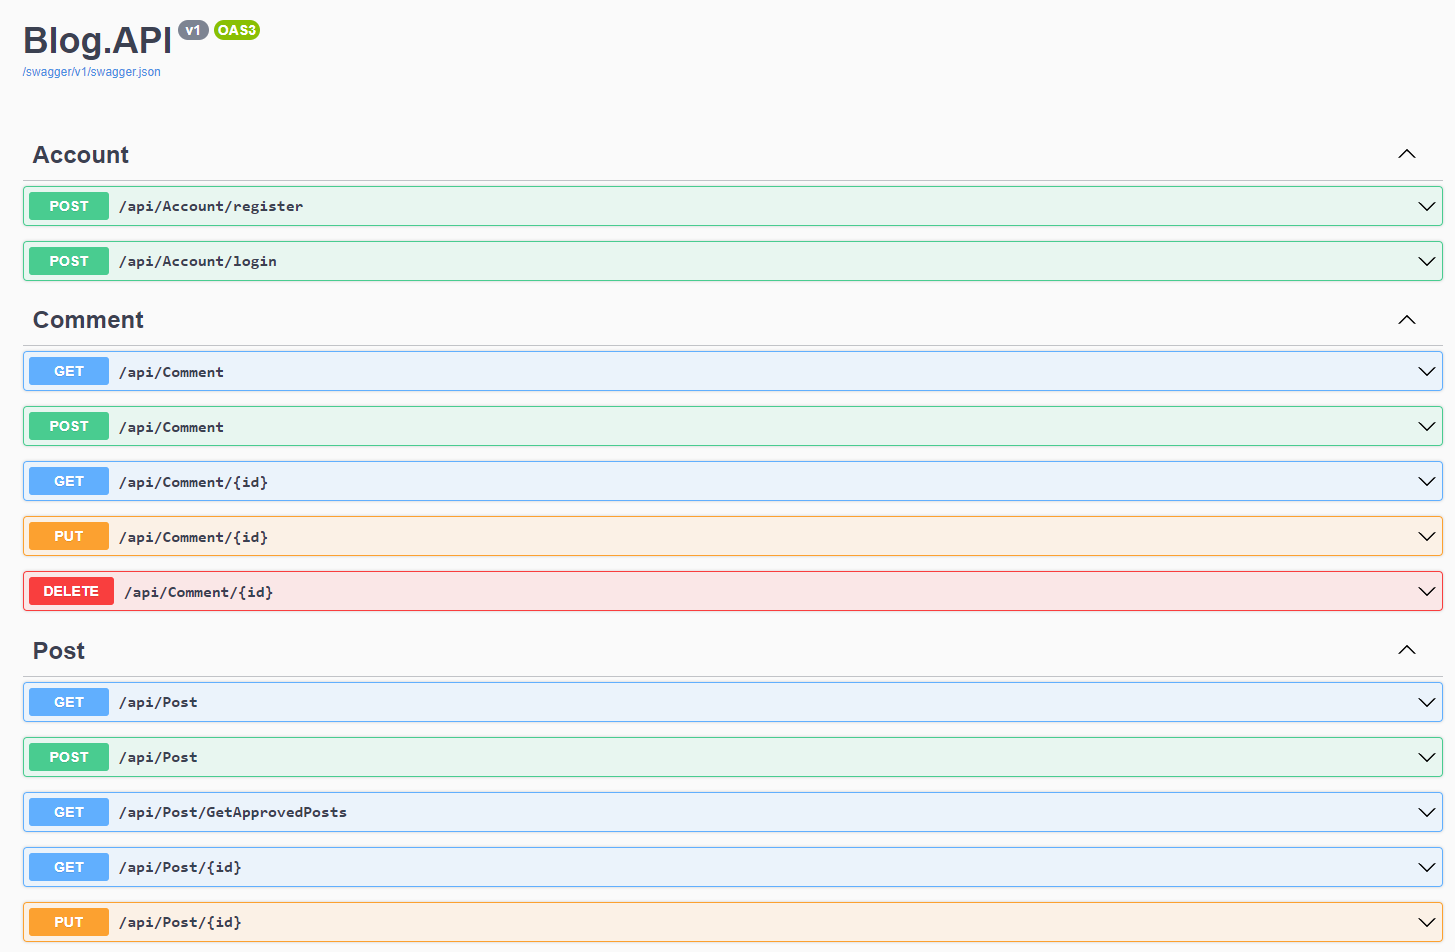 Blog.API v1 OAS3
/swagger/v1/swagger.json
Account
POST /api/Account/register
POST /api/Account/login
Comment
GET /api/Comment
POST /api/Comment
GET /api/Comment/{id}
PUT /api/Comment/{id}
DELETE /api/Comment/{id}
Post
GET /api/Post
POST /api/Post
GET /api/Post/GetApprovedPosts
GET /api/Post/{id}
PUT /api/Post/{id}